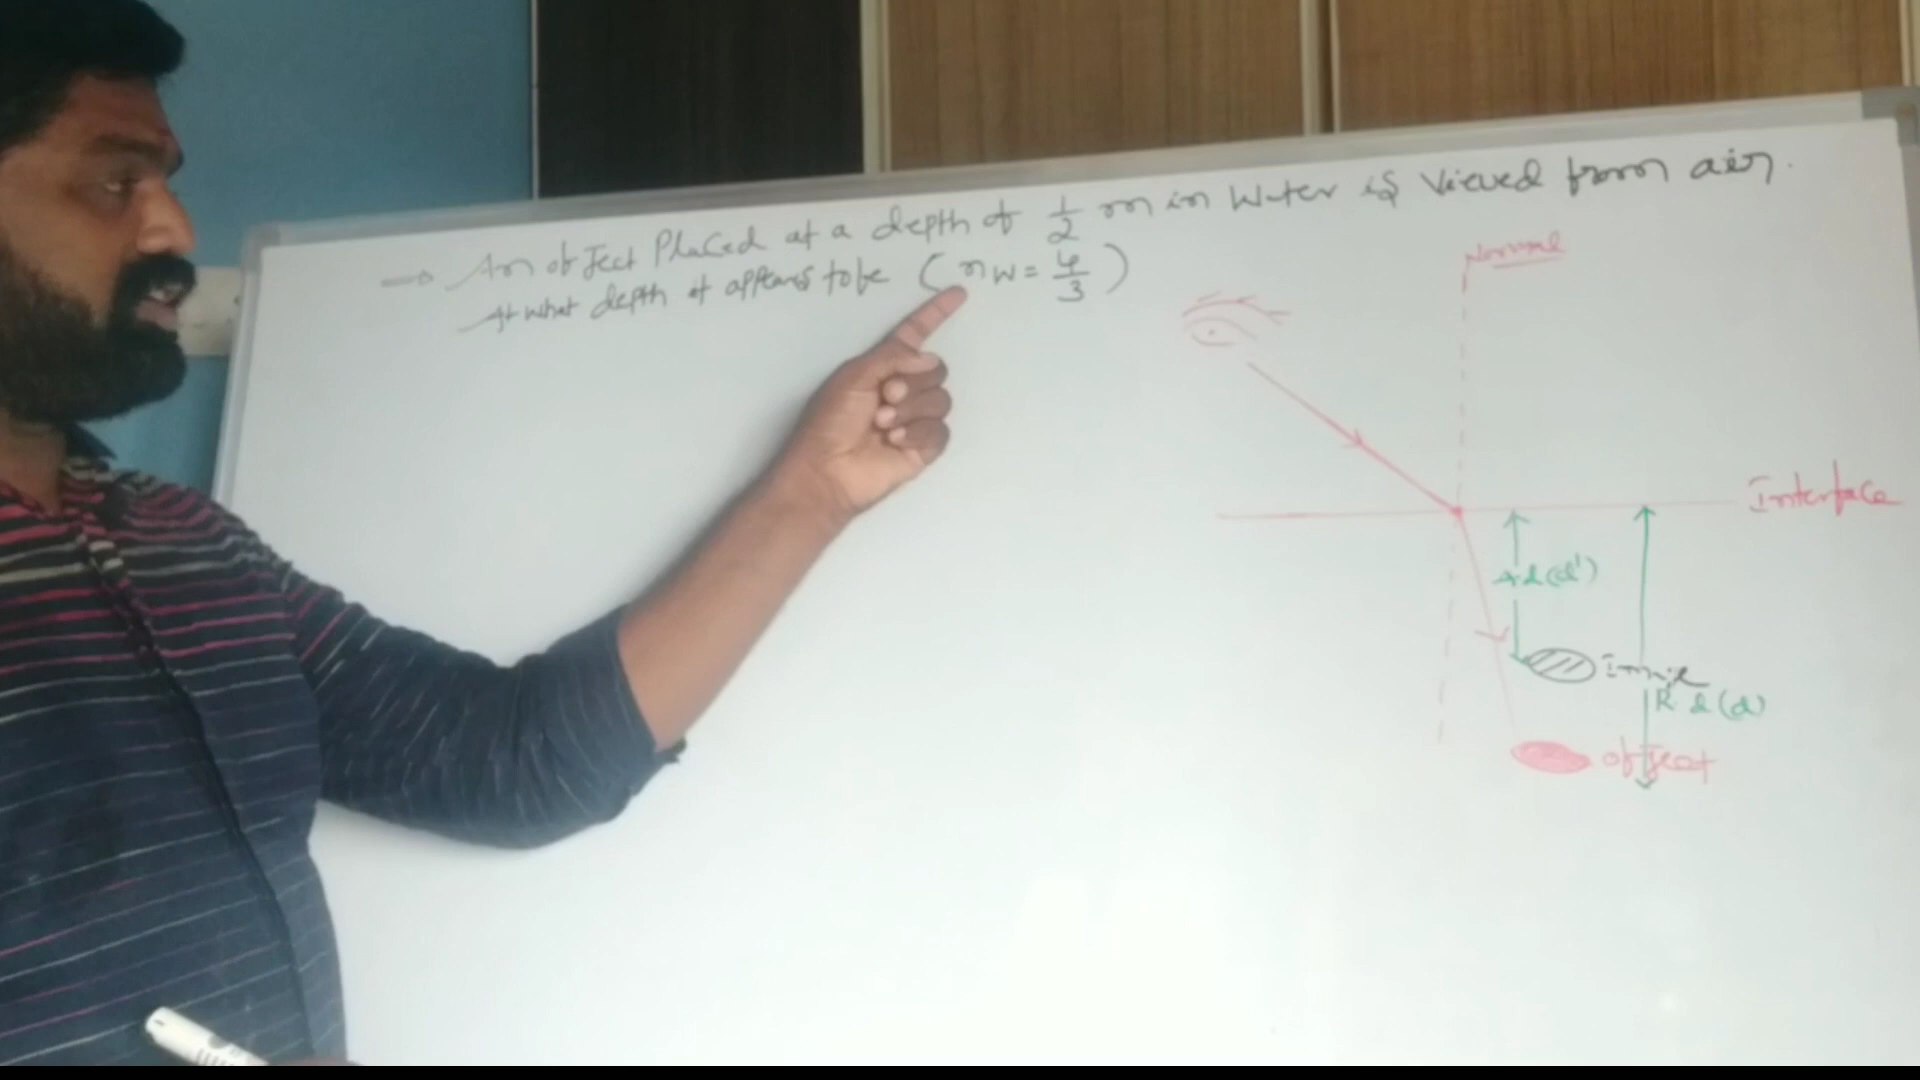 An object Placed at a depth of 1/2 m in Water is viewed from air.
At what depth it appears to be (nw = 4/3)
Normal
Interface
A.d(d')
Image
R.d(d)
object